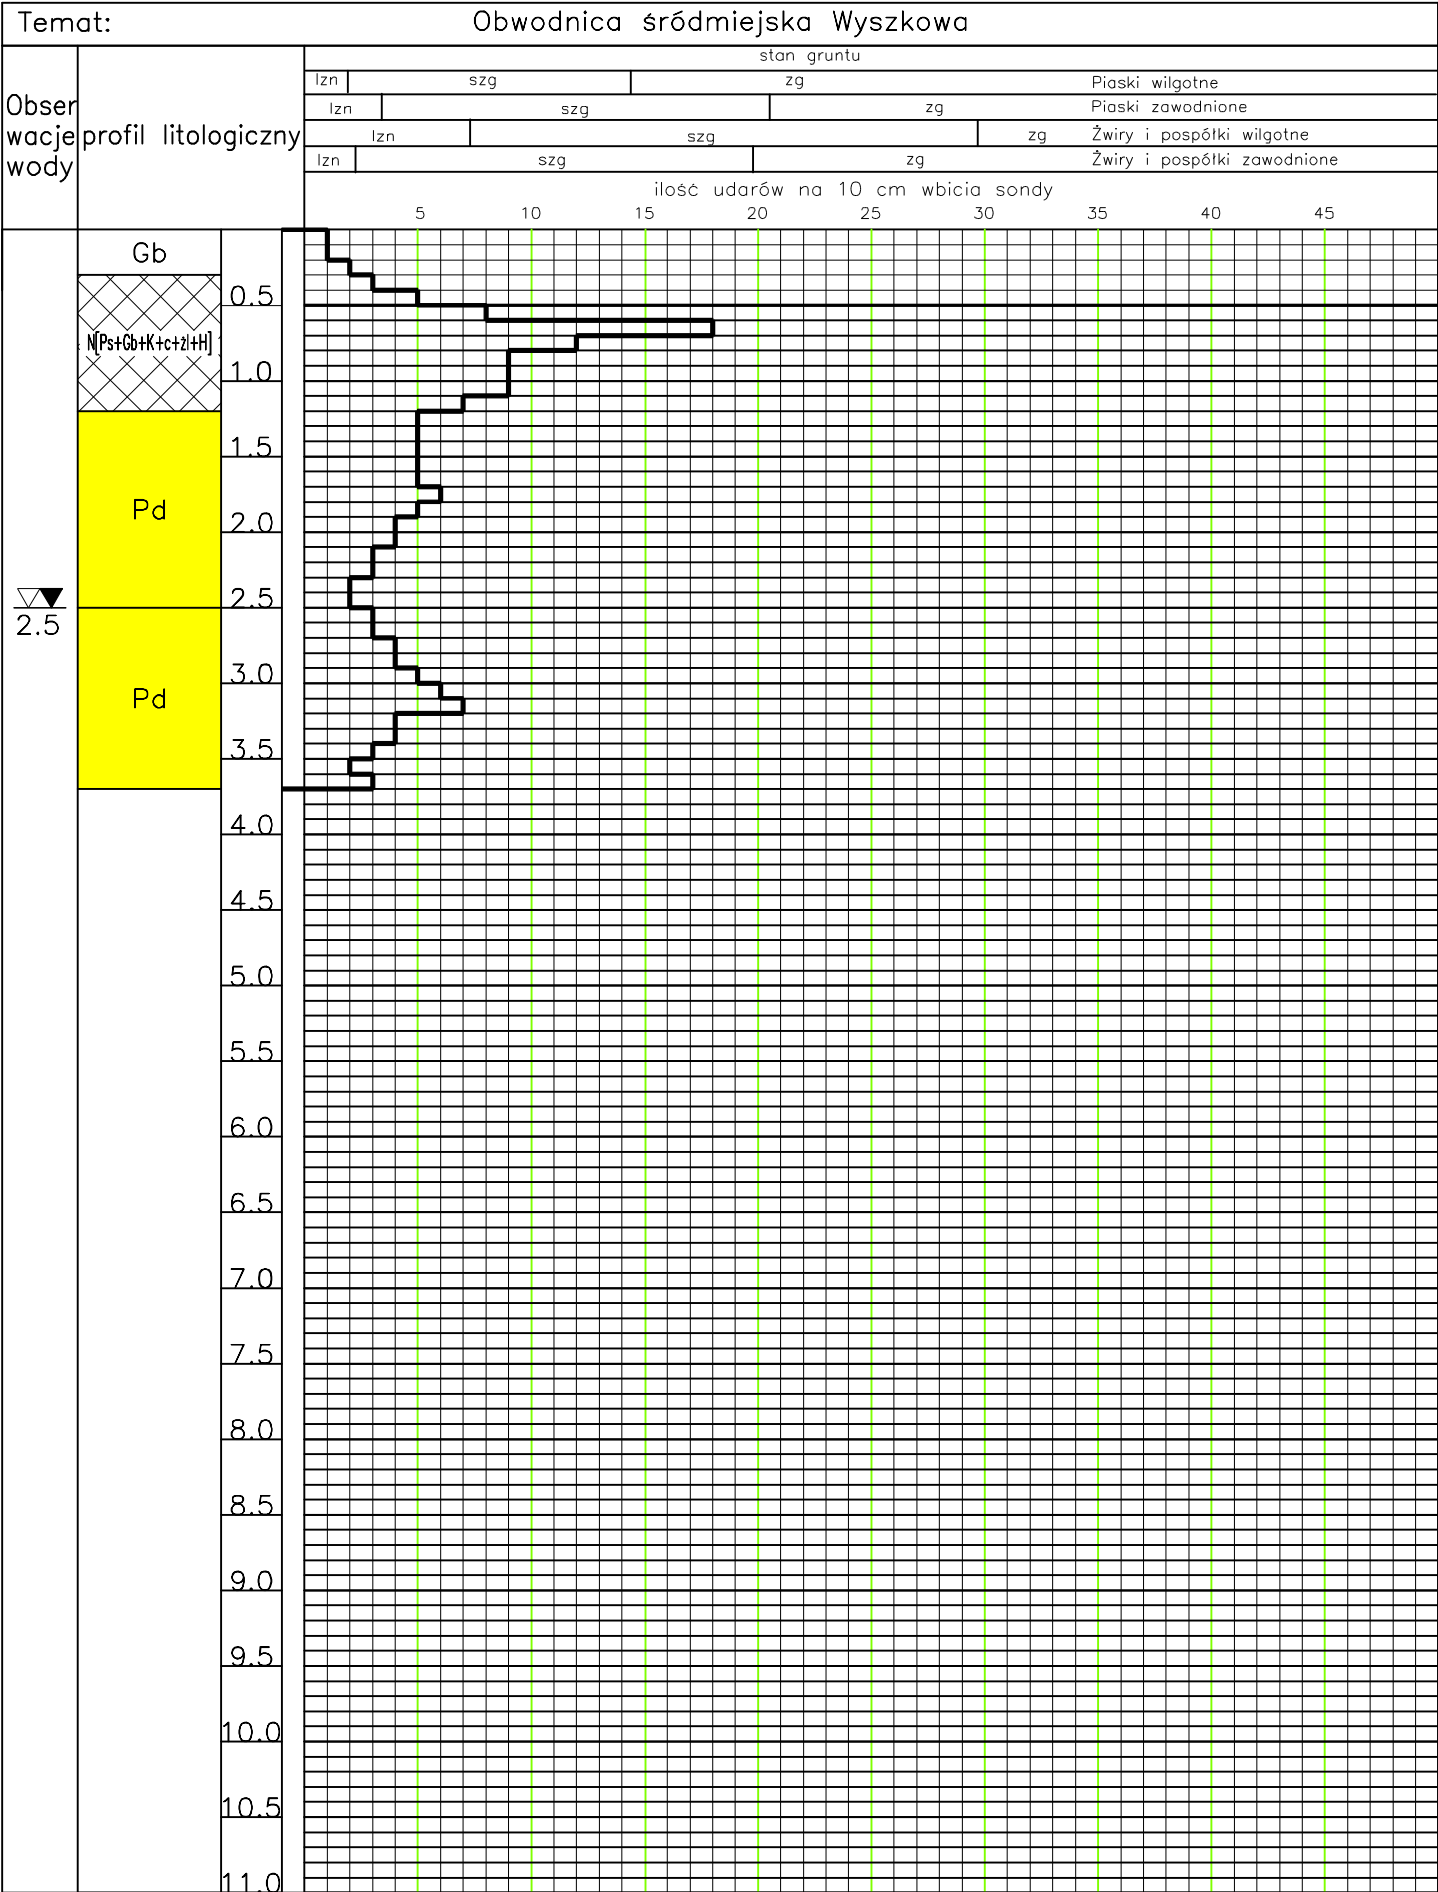 Temat: Obwodnica śródmiejska Wyszkowa
stan gruntu
lzn szg zg Piaski wilgotne
lzn szg zg Piaski zawodnione
lzn szg zg Żwiry i pospółki wilgotne
lzn szg zg Żwiry i pospółki zawodnione
Obser
wacje
wody
profil litologiczny
ilość udarów na 10 cm wbicia sondy
5 10 15 20 25 30 35 40 45
Gb
0.5
N[Ps+Gb+K+c+żl+H]
1.0
1.5
Pd
2.0
2.5
2.5
3.0
Pd
3.5
4.0
4.5
5.0
5.5
6.0
6.5
7.0
7.5
8.0
8.5
9.0
9.5
10.0
10.5
11.0